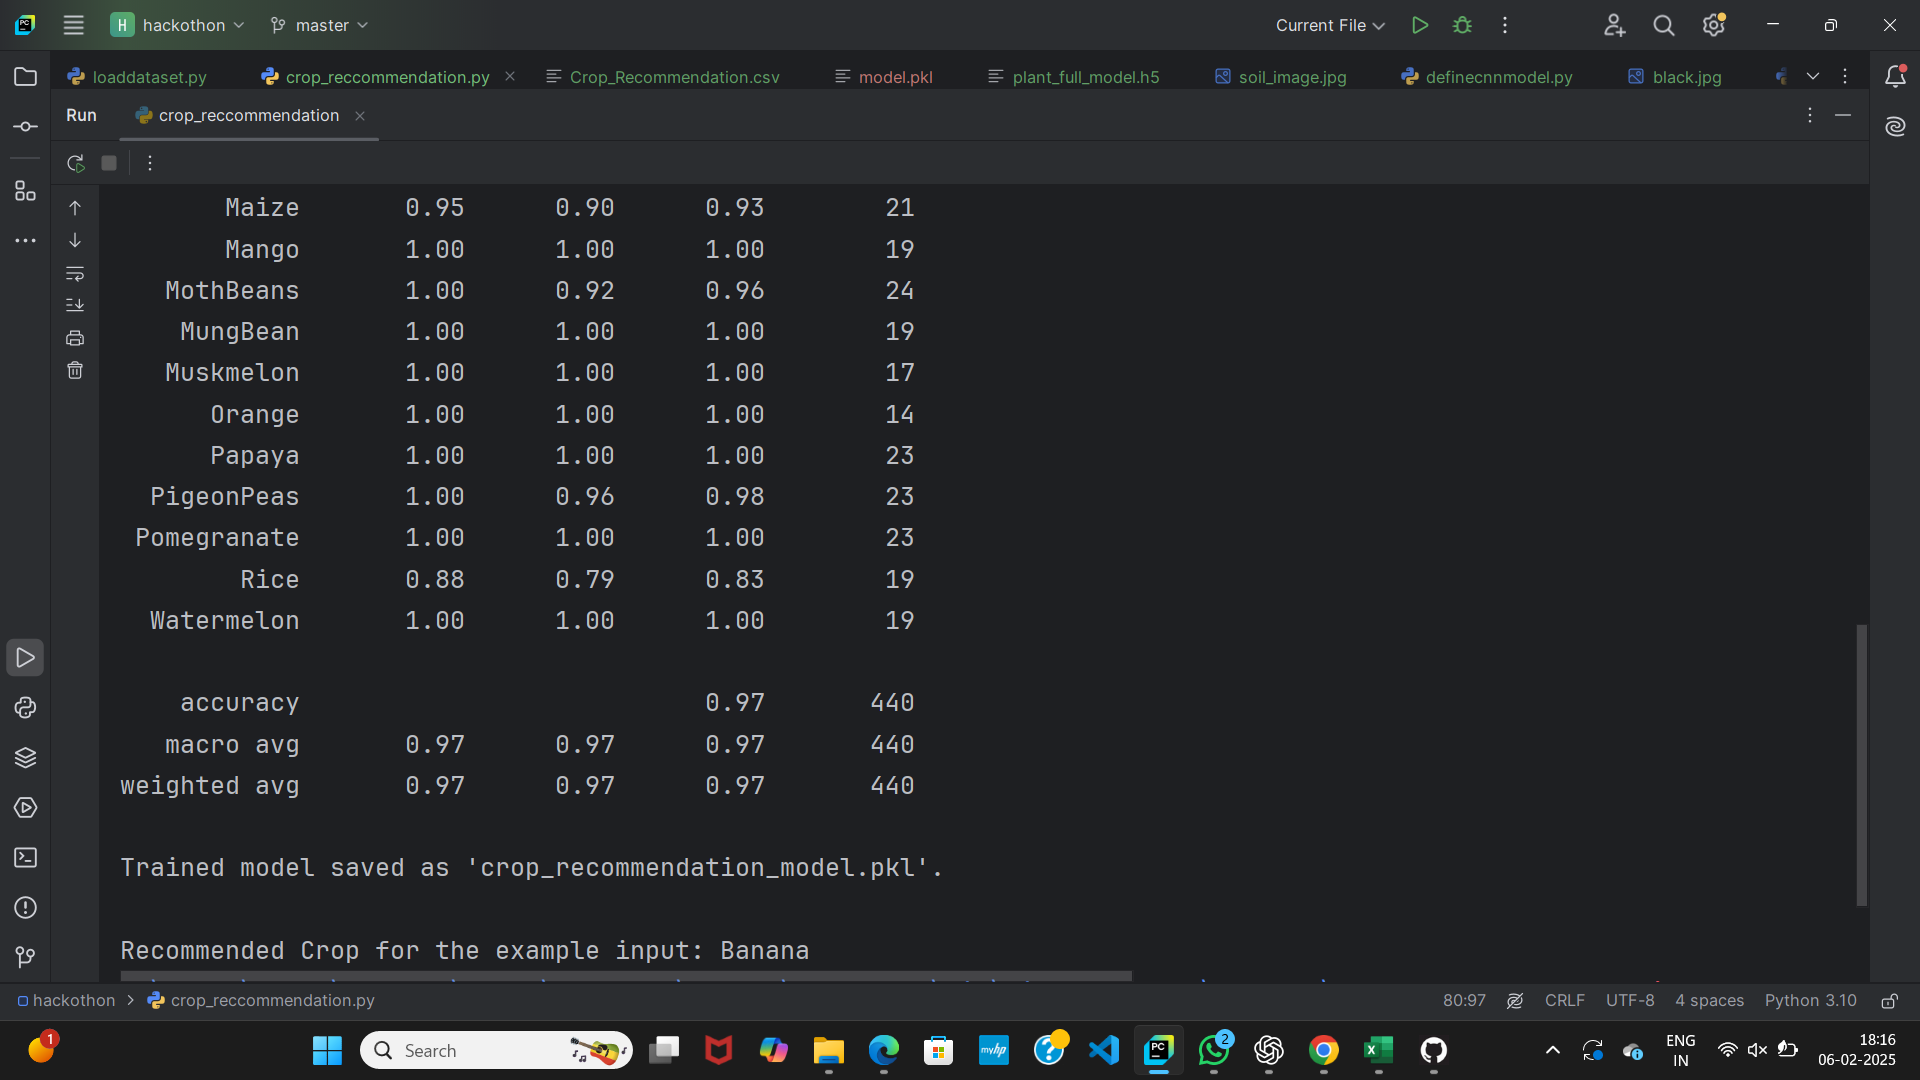 H hackothon master Current File
loaddataset.py crop_reccommendation.py Crop_Recommendation.csv model.pkl plant_full_model.h5 soil_image.jpg definecnnmodel.py black.jpg
Run crop_reccommendation
Maize 0.95 0.90 0.93 21
Mango 1.00 1.00 1.00 19
MothBeans 1.00 0.92 0.96 24
MungBean 1.00 1.00 1.00 19
Muskmelon 1.00 1.00 1.00 17
Orange 1.00 1.00 1.00 14
Papaya 1.00 1.00 1.00 23
PigeonPeas 1.00 0.96 0.98 23
Pomegranate 1.00 1.00 1.00 23
Rice 0.88 0.79 0.83 19
Watermelon 1.00 1.00 1.00 19
accuracy 0.97 440
macro avg 0.97 0.97 0.97 440
weighted avg 0.97 0.97 0.97 440
Trained model saved as 'crop_recommendation_model.pkl'.
Recommended Crop for the example input: Banana
hackothon > crop_reccommendation.py 80:97 CRLF UTF-8 4 spaces Python 3.10
1 Search myhp 2 ENG 18:16
IN 06-02-2025